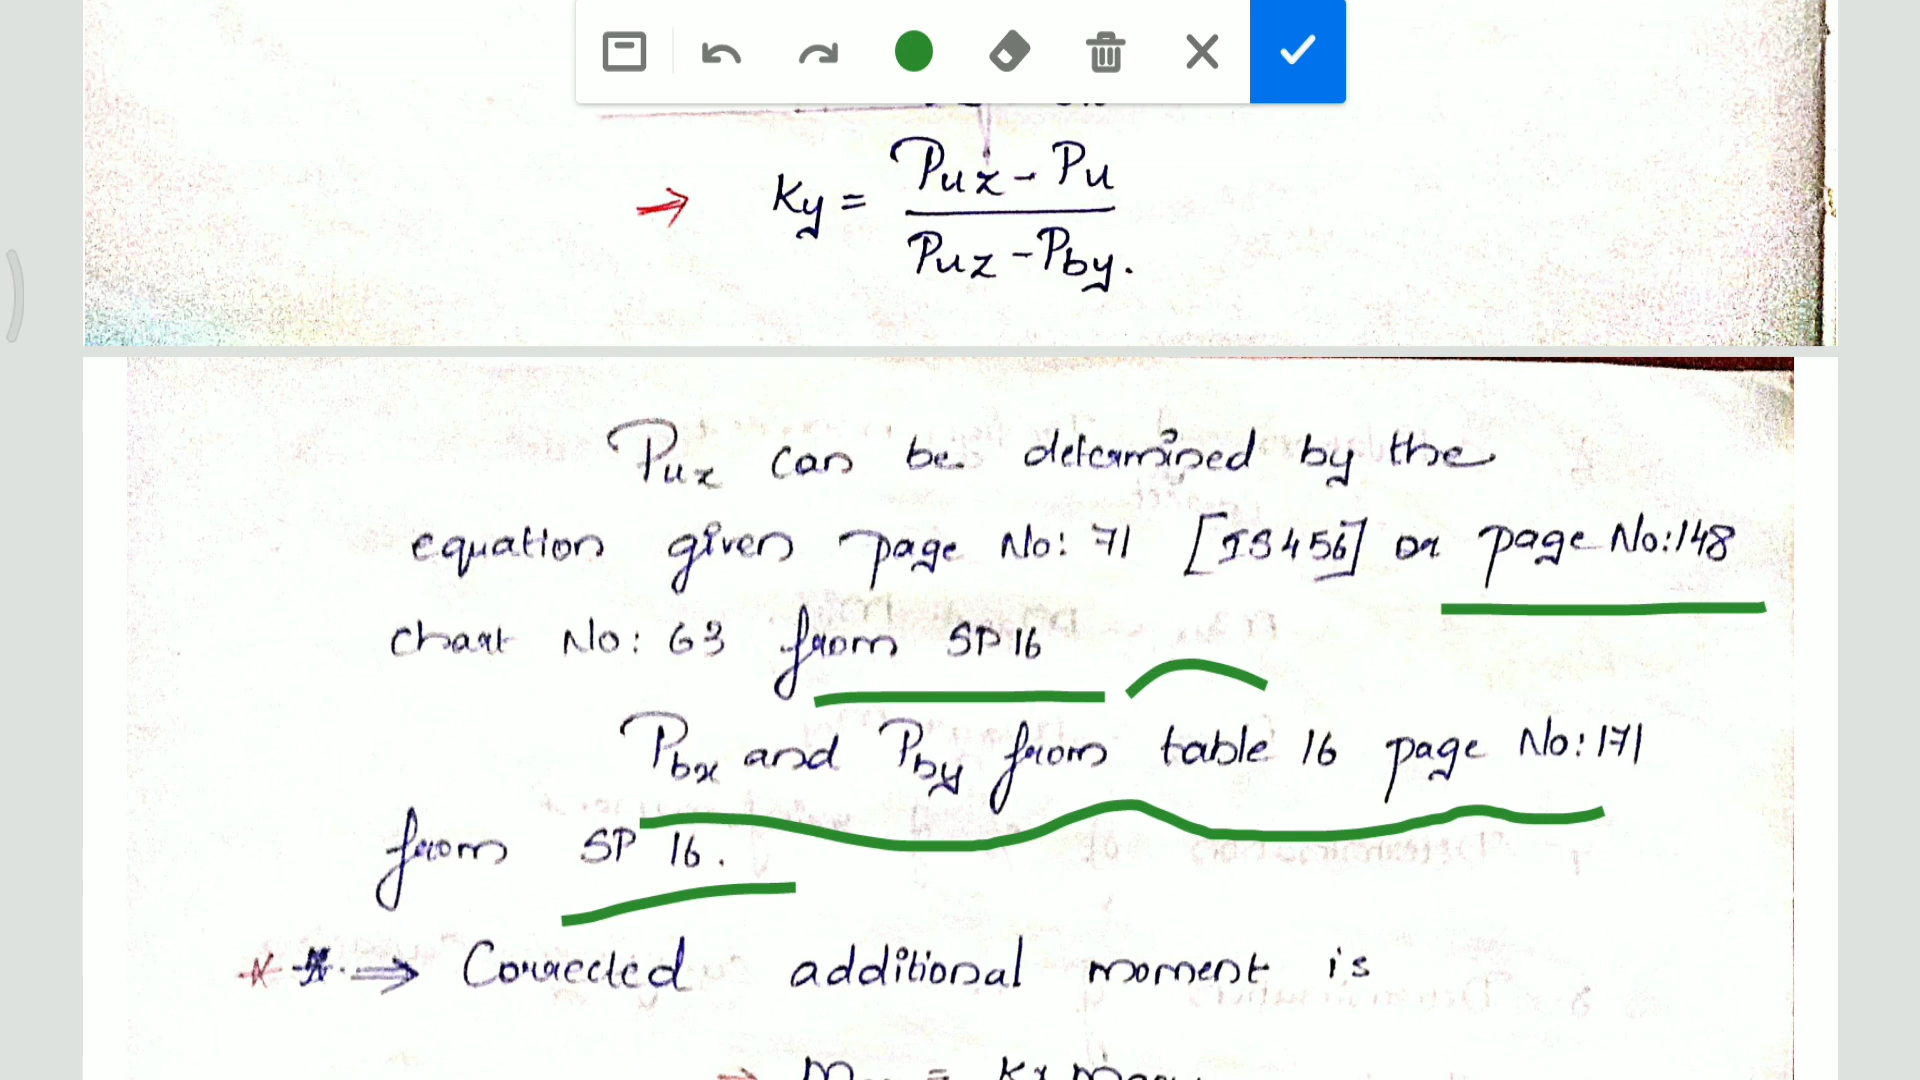 → Ky = Puz - Pu
Puz - Pby.
Puz can be determined by the
equation given page No: 71 [IS456] or page No:148
chart No: 63 from SP16
Pbx and Pby from table 16 page No:171
from SP 16.
⇒ Corrected additional moment is